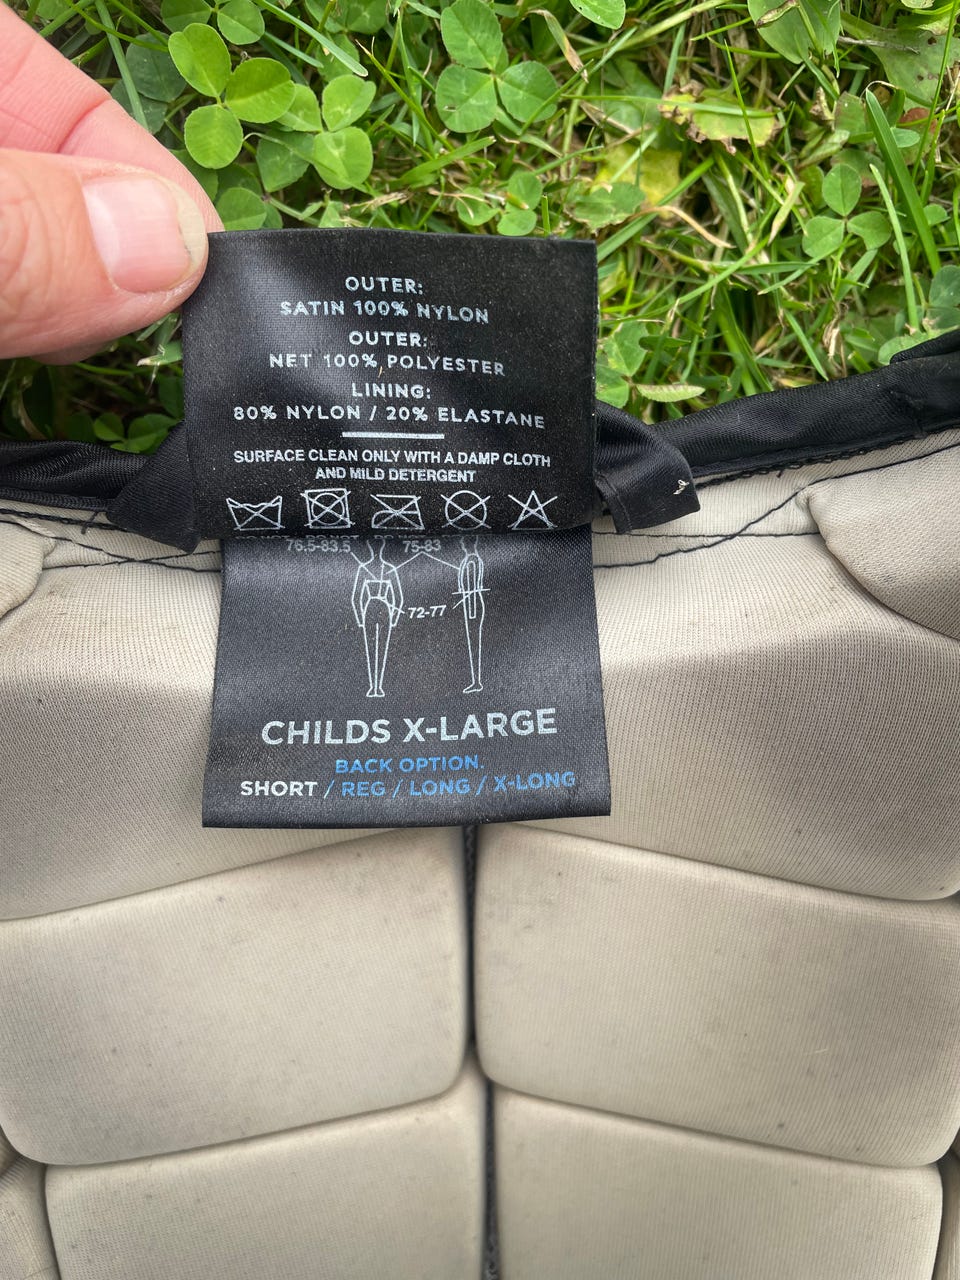 OUTER:
SATIN 100% NYLON
OUTER:
NET 100% POLYESTER
LINING:
80% NYLON / 20% ELASTANE
SURFACE CLEAN ONLY WITH A DAMP CLOTH
AND MILD DETERGENT
76.5-83.5 75-83
72-77
CHILDS X-LARGE
BACK OPTION.
SHORT / REG / LONG / X-LONG